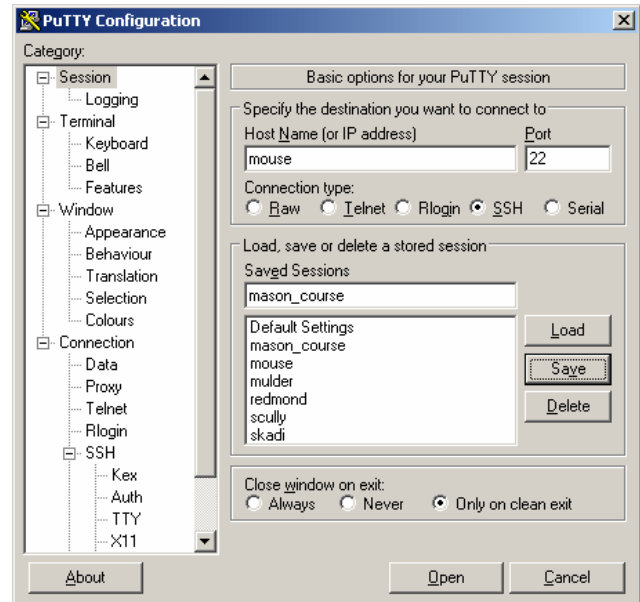 PuTTY Configuration
Category:
Session
Logging
Terminal
Keyboard
Bell
Features
Window
Appearance
Behaviour
Translation
Selection
Colours
Connection
Data
Proxy
Telnet
Rlogin
SSH
Kex
Auth
TTY
X11
Basic options for your PuTTY session
Specify the destination you want to connect to
Host Name (or IP address) Port
mouse 22
Connection type:
Raw Telnet Rlogin SSH Serial
Load, save or delete a stored session
Saved Sessions
mason_course
Default Settings
mason_course
mouse
mulder
redmond
scully
skadi
Load
Save
Delete
Close window on exit:
Always Never Only on clean exit
About Open Cancel